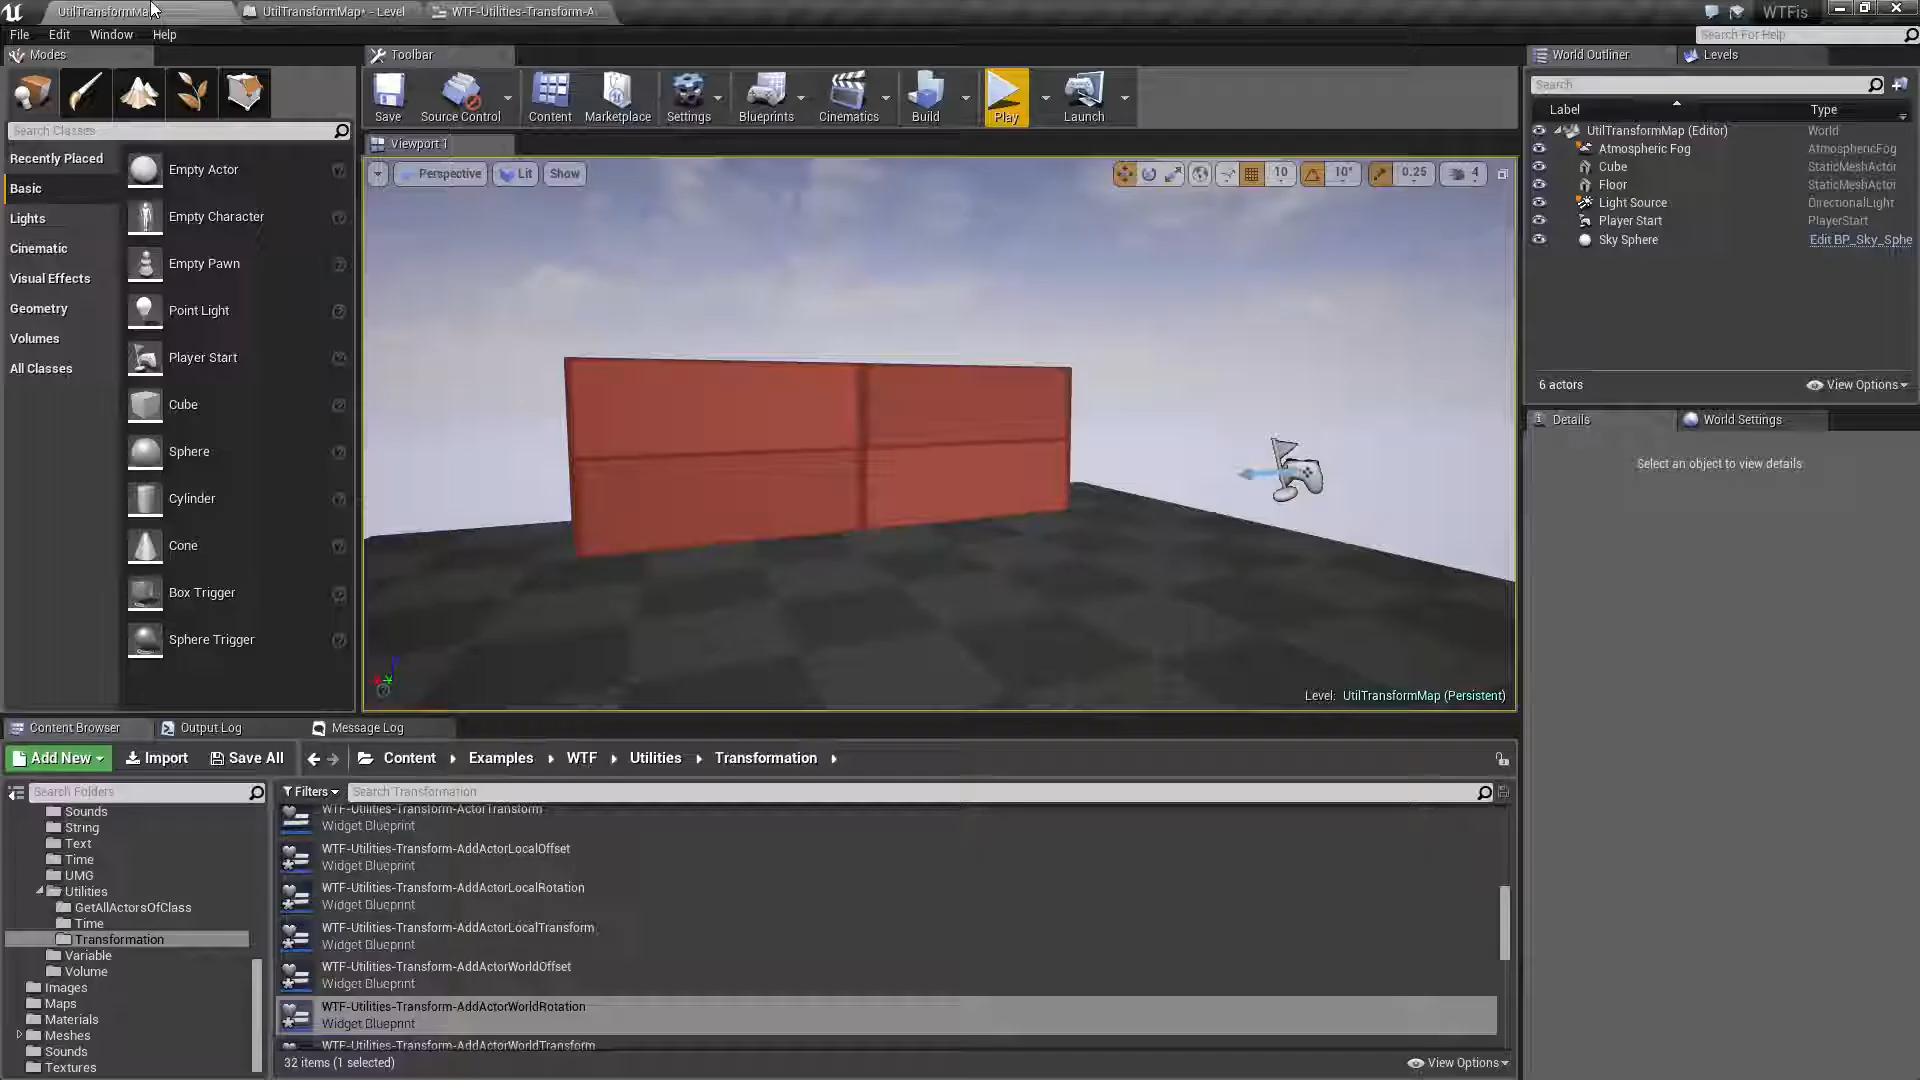 UtilTransformMap
UtilTransformMap* - Level
WTF-Utilities-Transform-A
WTFis
File Edit Window Help
Search For Help
Modes
Toolbar
World Outliner
Levels
Save
Source Control
Content
Marketplace
Settings
Blueprints
Cinematics
Build
Play
Launch
Search
Label
Type
Search Classes
Viewport 1
Perspective
Lit
Show
10
10°
0.25
4
UtilTransformMap (Editor) World
Atmospheric Fog AtmosphericFog
Cube StaticMeshActor
Floor StaticMeshActor
Light Source DirectionalLight
Player Start PlayerStart
Sky Sphere Edit BP_Sky_Sphe
6 actors
View Options
Details
World Settings
Select an object to view details
Recently Placed
Basic
Lights
Cinematic
Visual Effects
Geometry
Volumes
All Classes
Empty Actor
Empty Character
Empty Pawn
Point Light
Player Start
Cube
Sphere
Cylinder
Cone
Box Trigger
Sphere Trigger
Level: UtilTransformMap (Persistent)
Content Browser
Output Log
Message Log
Add New
Import
Save All
Content
Examples
WTF
Utilities
Transformation
Search Folders
Filters
Search Transformation
Sounds
String
Text
Time
UMG
Utilities
GetAllActorsOfClass
Time
Transformation
Variable
Volume
Images
Maps
Materials
Meshes
Sounds
Textures
WTF-Utilities-Transform-ActorTransform
Widget Blueprint
WTF-Utilities-Transform-AddActorLocalOffset
Widget Blueprint
WTF-Utilities-Transform-AddActorLocalRotation
Widget Blueprint
WTF-Utilities-Transform-AddActorLocalTransform
Widget Blueprint
WTF-Utilities-Transform-AddActorWorldOffset
Widget Blueprint
WTF-Utilities-Transform-AddActorWorldRotation
Widget Blueprint
WTF-Utilities-Transform-AddActorWorldTransform
32 items (1 selected)
View Options